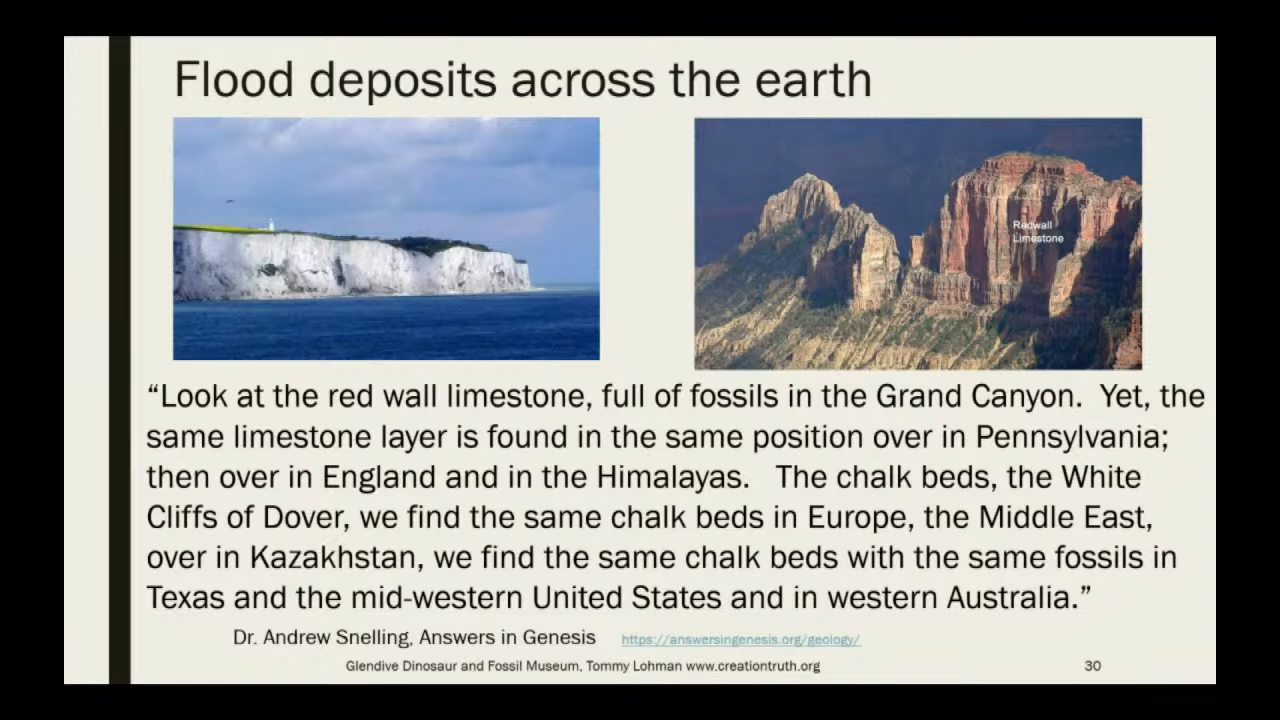 Flood deposits across the earth
Redwall
Limestone
“Look at the red wall limestone, full of fossils in the Grand Canyon.  Yet, the
same limestone layer is found in the same position over in Pennsylvania;
then over in England and in the Himalayas.   The chalk beds, the White
Cliffs of Dover, we find the same chalk beds in Europe, the Middle East,
over in Kazakhstan, we find the same chalk beds with the same fossils in
Texas and the mid-western United States and in western Australia.”
Dr. Andrew Snelling, Answers in Genesis https://answersingenesis.org/geology/
Glendive Dinosaur and Fossil Museum, Tommy Lohman www.creationtruth.org 30